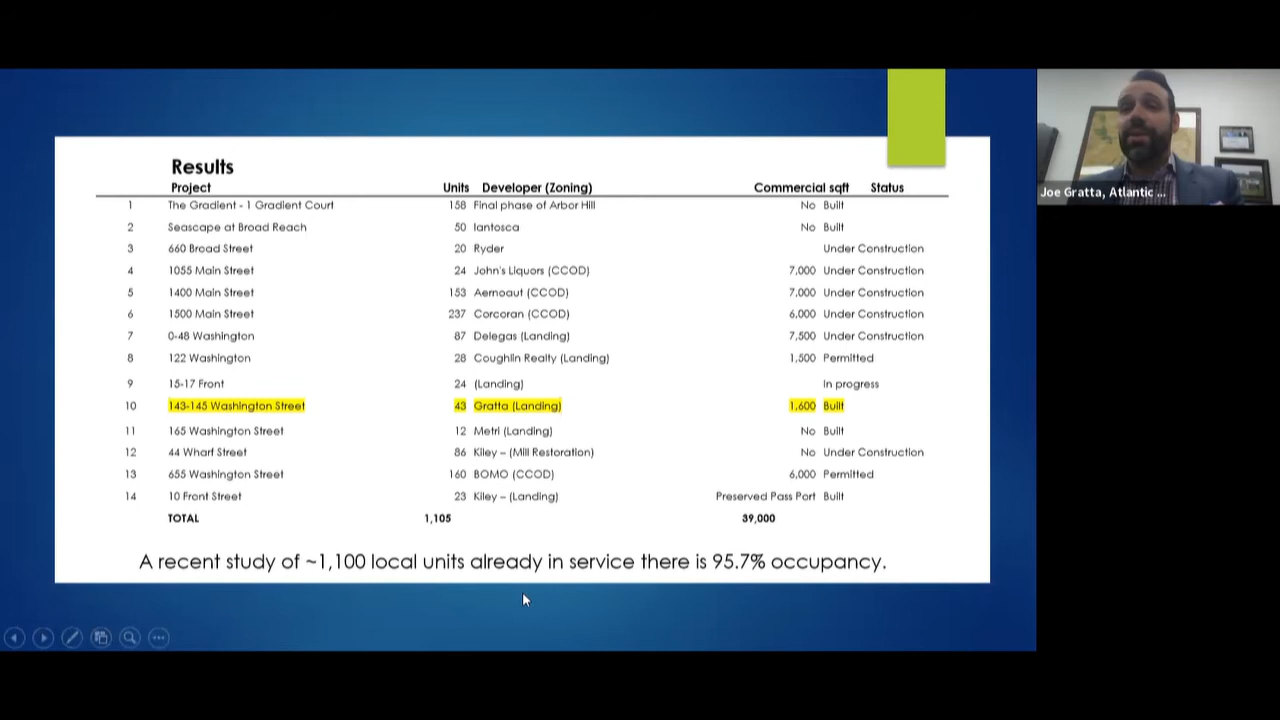 Results
Project Units Developer (Zoning) Commercial sqft Status
1 The Gradient - 1 Gradient Court 158 Final phase of Arbor Hill No Built
2 Seascape at Broad Reach 50 Iantosca No Built
3 660 Broad Street 20 Ryder Under Construction
4 1055 Main Street 24 John's Liquors (CCOD) 7,000 Under Construction
5 1400 Main Street 153 Aernoaut (CCOD) 7,000 Under Construction
6 1500 Main Street 237 Corcoran (CCOD) 6,000 Under Construction
7 0-48 Washington 87 Delegas (Landing) 7,500 Under Construction
8 122 Washington 28 Coughlin Realty (Landing) 1,500 Permitted
9 15-17 Front 24 (Landing) In progress
10 143-145 Washington Street 43 Gratta (Landing) 1,600 Built
11 165 Washington Street 12 Metri (Landing) No Built
12 44 Wharf Street 86 Kiley – (Mill Restoration) No Under Construction
13 655 Washington Street 160 BOMO (CCOD) 6,000 Permitted
14 10 Front Street 23 Kiley – (Landing) Preserved Pass Port Built
TOTAL 1,105 39,000
A recent study of ~1,100 local units already in service there is 95.7% occupancy.
Joe Gratta, Atlantic ...